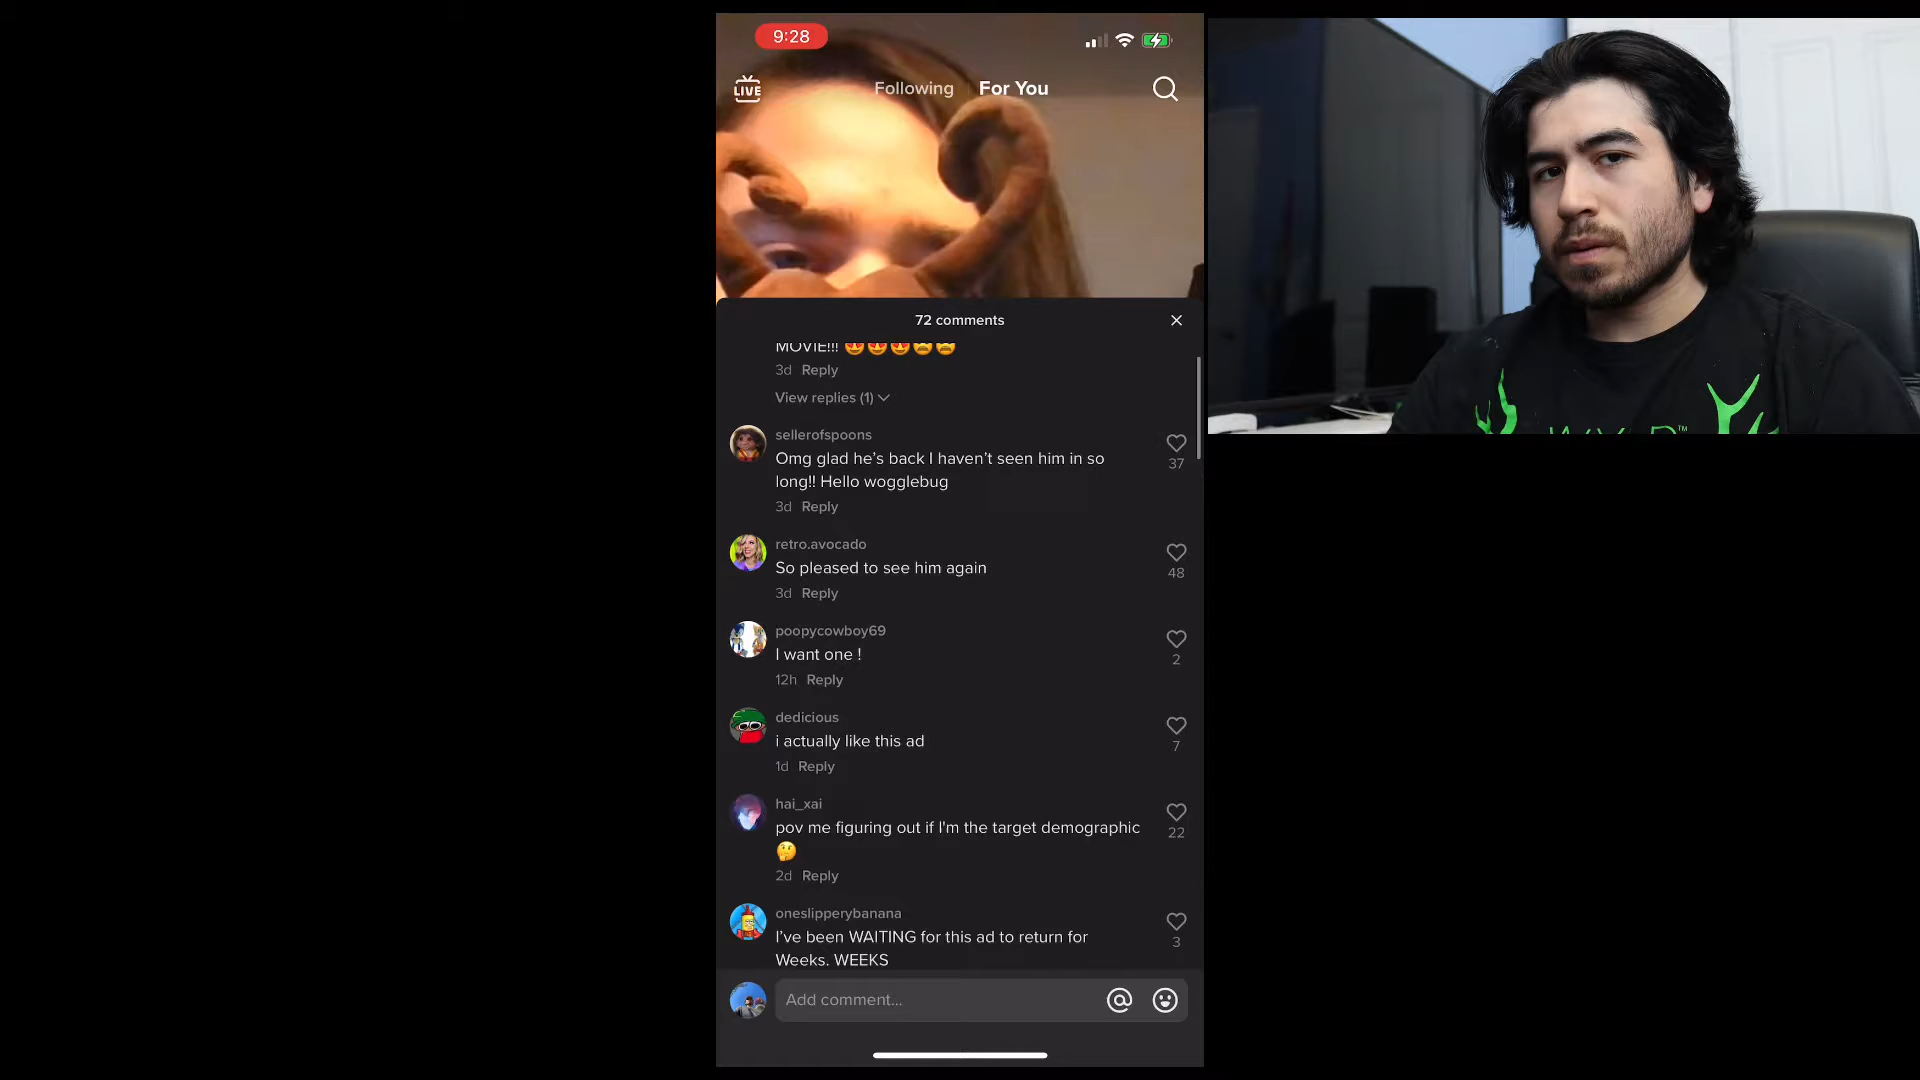 9:28
LIVE
Following
For You
72 comments
MOVIE!!! 😍😍😍😩😩
3d Reply
View replies (1)
sellerofspoons
Omg glad he's back I haven't seen him in so
long!! Hello wogglebug
37
3d Reply
retro.avocado
So pleased to see him again
48
3d Reply
poopycowboy69
I want one !
2
12h Reply
dedicious
i actually like this ad
7
1d Reply
hai_xai
pov me figuring out if I'm the target demographic
🤔
22
2d Reply
oneslipperybanana
I've been WAITING for this ad to return for
Weeks. WEEKS
3
Add comment...